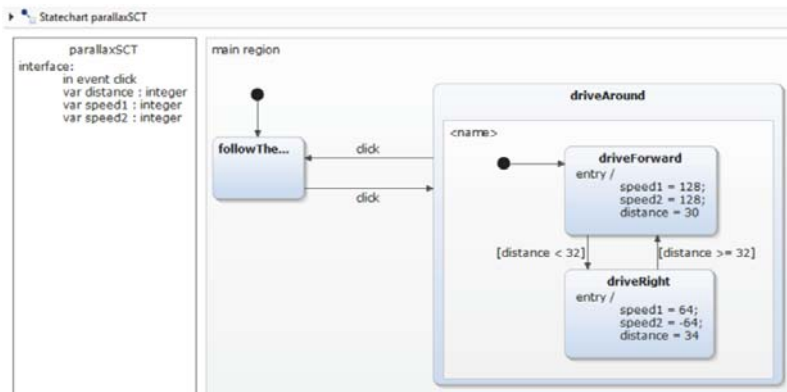 Statechart parallaxSCT
parallaxSCT
interface:
in event click
var distance : integer
var speed1 : integer
var speed2 : integer
main region
followThe...
click
click
driveAround
<name>
driveForward
entry /
speed1 = 128;
speed2 = 128;
distance = 30
[distance < 32]
[distance >= 32]
driveRight
entry /
speed1 = 64;
speed2 = -64;
distance = 34